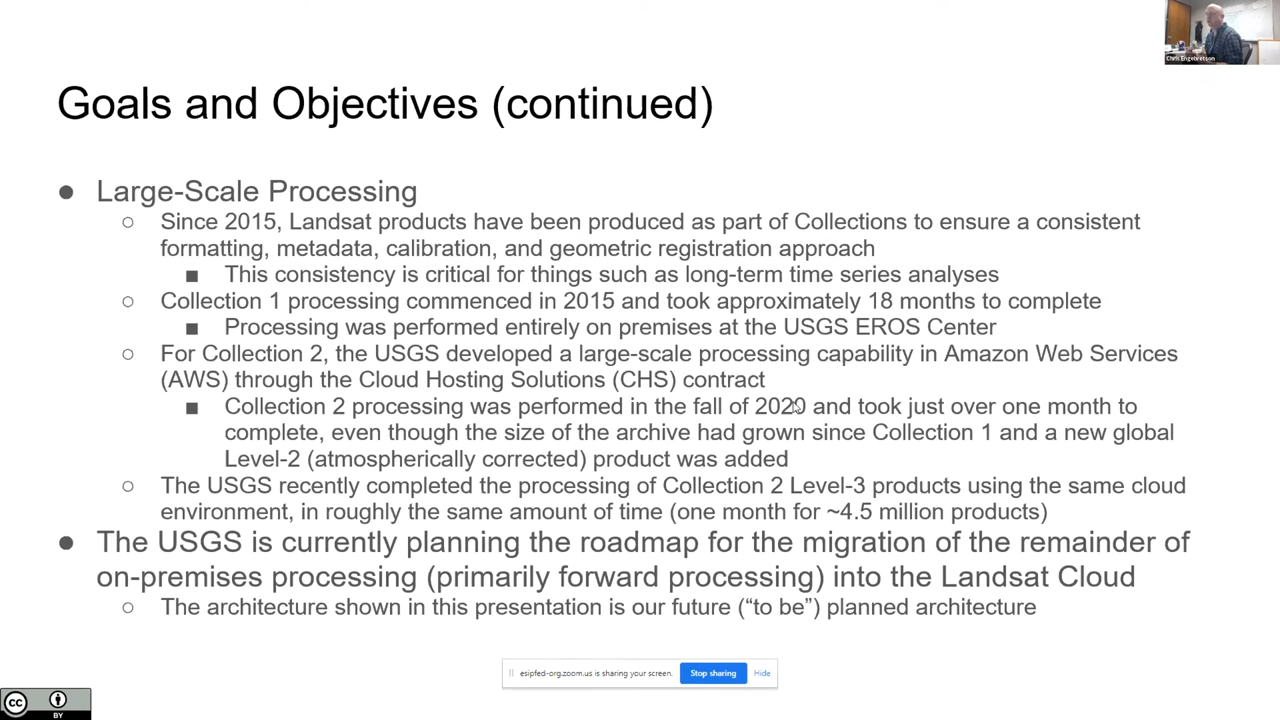 Chris Engebretson
Goals and Objectives (continued)
● Large-Scale Processing
○ Since 2015, Landsat products have been produced as part of Collections to ensure a consistent
formatting, metadata, calibration, and geometric registration approach
■ This consistency is critical for things such as long-term time series analyses
○ Collection 1 processing commenced in 2015 and took approximately 18 months to complete
■ Processing was performed entirely on premises at the USGS EROS Center
○ For Collection 2, the USGS developed a large-scale processing capability in Amazon Web Services
(AWS) through the Cloud Hosting Solutions (CHS) contract
■ Collection 2 processing was performed in the fall of 2020 and took just over one month to
complete, even though the size of the archive had grown since Collection 1 and a new global
Level-2 (atmospherically corrected) product was added
○ The USGS recently completed the processing of Collection 2 Level-3 products using the same cloud
environment, in roughly the same amount of time (one month for ~4.5 million products)
● The USGS is currently planning the roadmap for the migration of the remainder of
on-premises processing (primarily forward processing) into the Landsat Cloud
○ The architecture shown in this presentation is our future (“to be”) planned architecture
esipfed-org.zoom.us is sharing your screen. Stop sharing Hide
cc BY